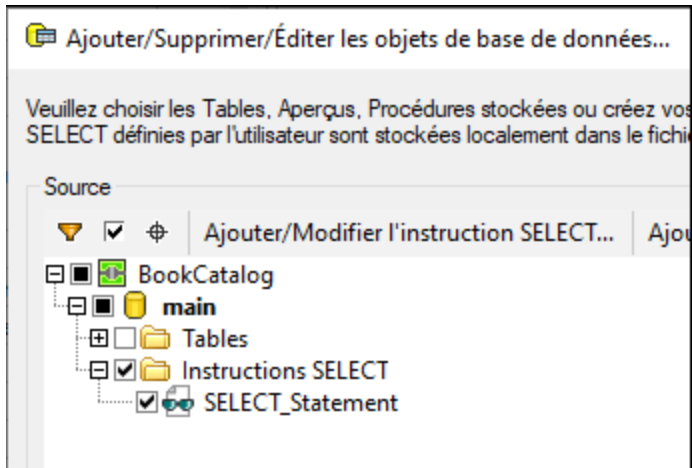 Ajouter/Supprimer/Éditer les objets de base de données...
Veuillez choisir les Tables, Aperçus, Procédures stockées ou créez vos
SELECT définies par l'utilisateur sont stockées localement dans le
Source
Ajouter/Modifier l'instruction SELECT...
BookCatalog
main
Tables
Instructions SELECT
SELECT_Statement